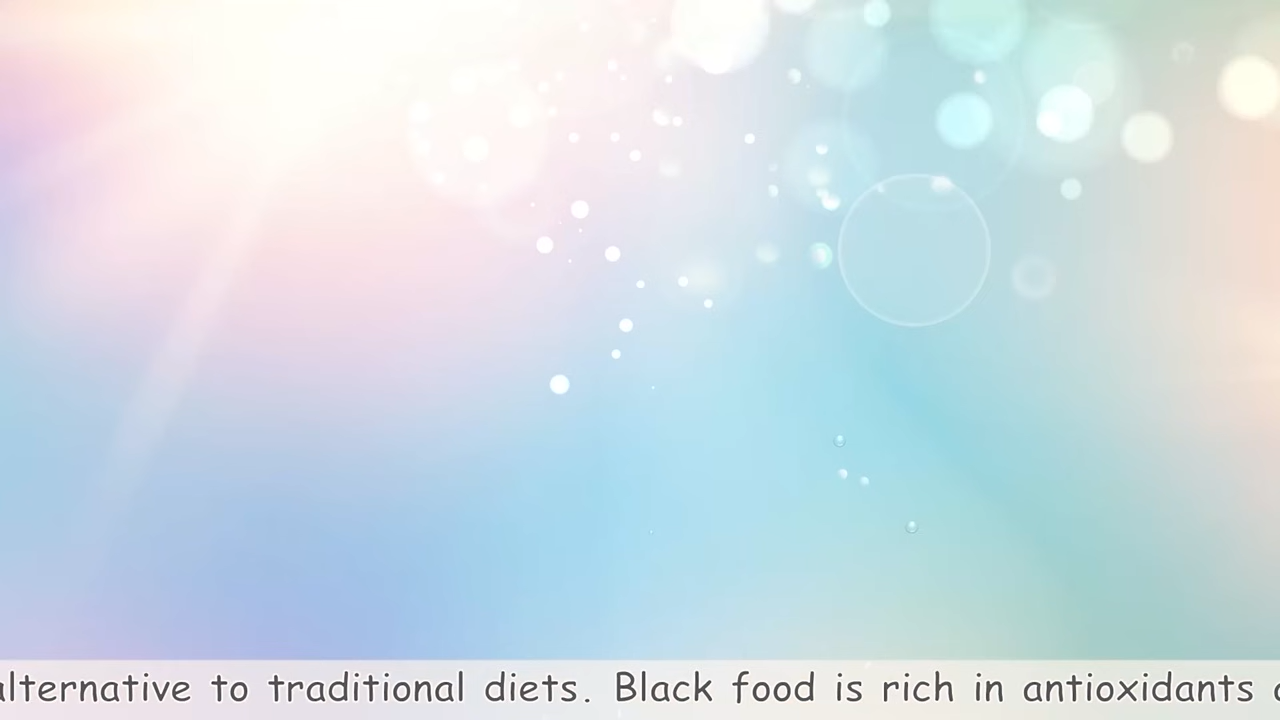 alternative to traditional diets. Black food is rich in antioxidants